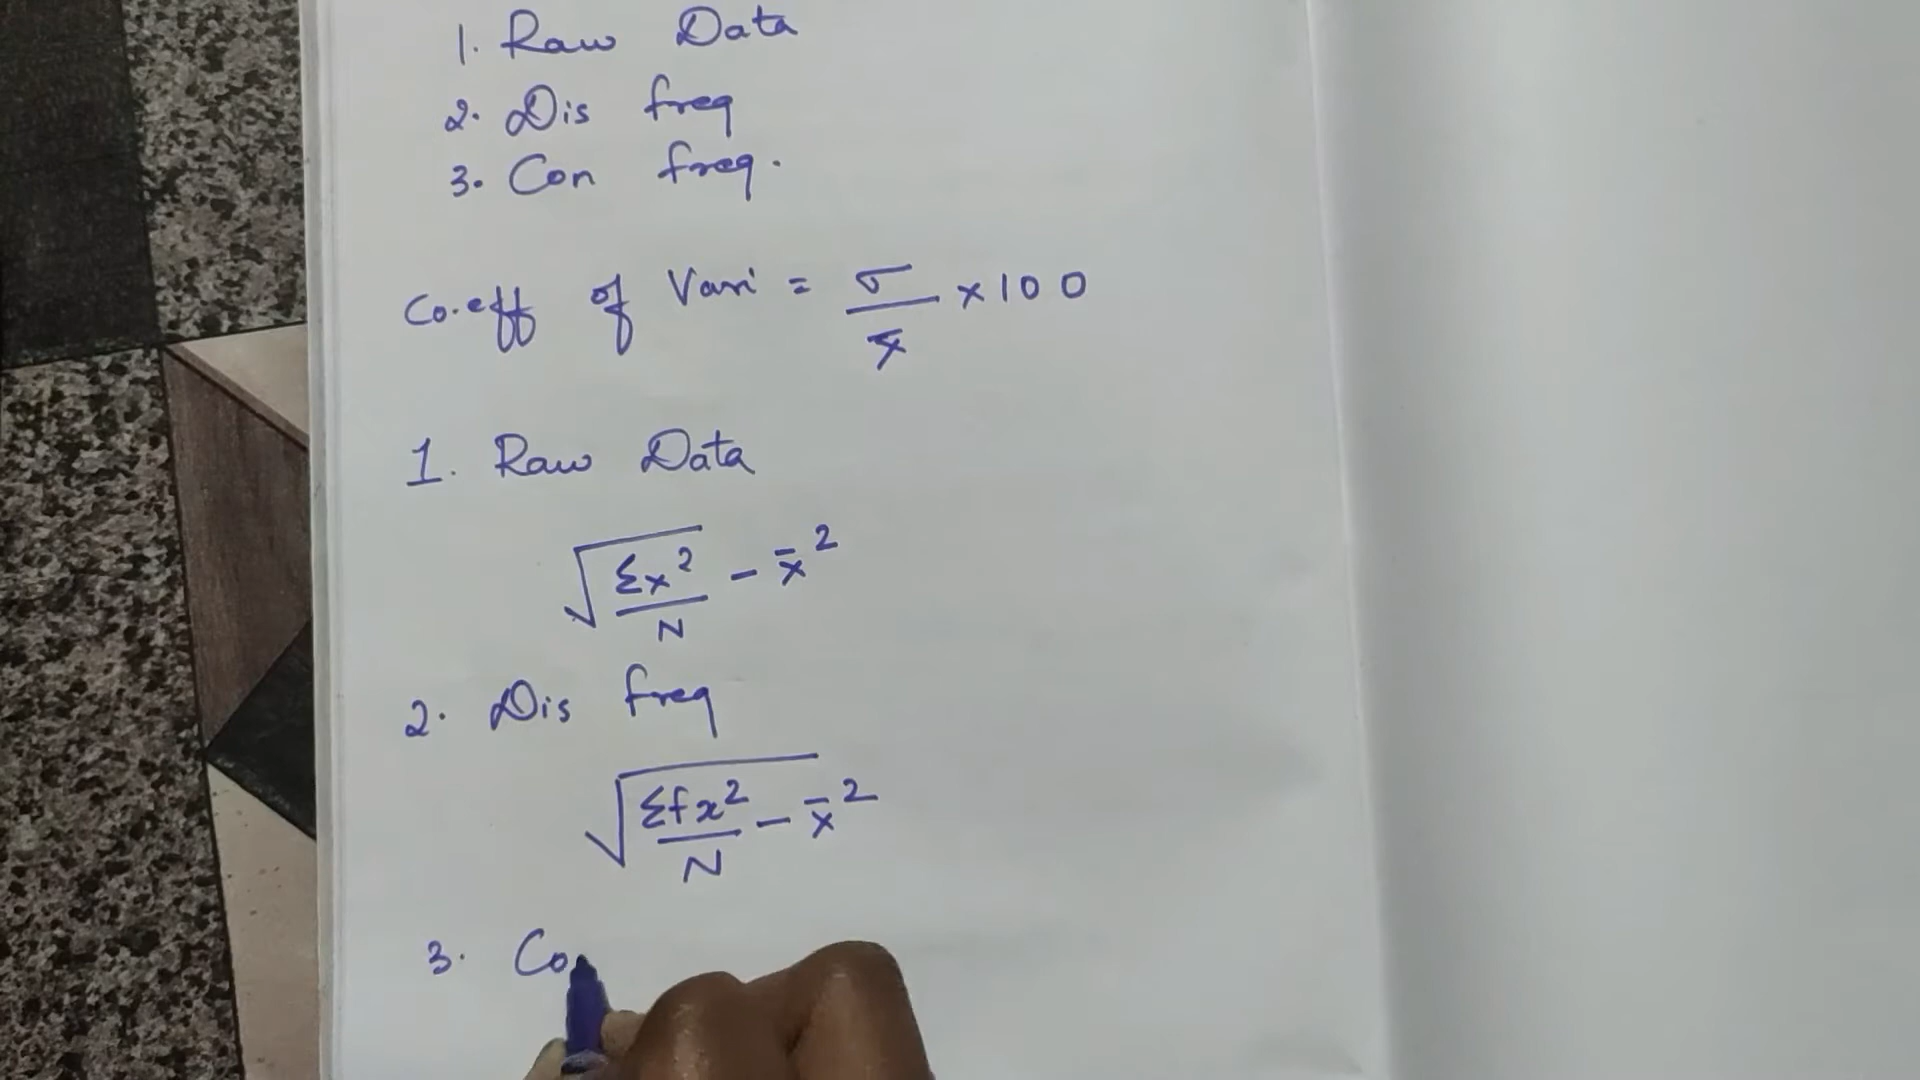 1. Raw Data
2. Dis freq
3. Con freq.
Co.eff of Vari = σ/x̄ × 100
1. Raw Data
√Σx²/N - x̄²
2. Dis freq
√Σfx²/N - x̄²
3. Co